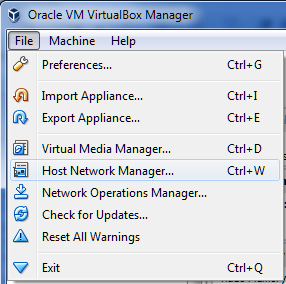 Oracle VM VirtualBox Manager
File Machine Help
Preferences... Ctrl+G
Import Appliance... Ctrl+I
Export Appliance... Ctrl+E
Virtual Media Manager... Ctrl+D
Host Network Manager... Ctrl+W
Network Operations Manager...
Check for Updates...
Reset All Warnings
Exit Ctrl+Q